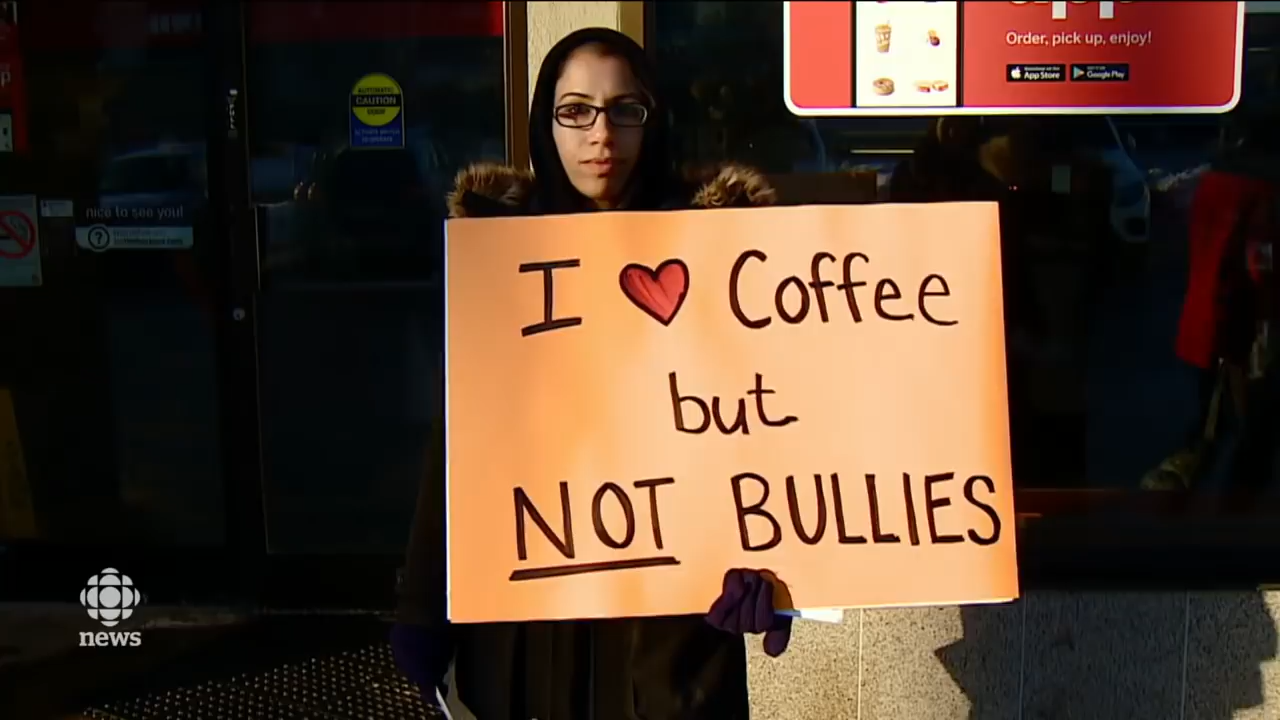 Order, pick up, enjoy!
App Store
Google Play
AUTOMATIC
CAUTION
DOOR
nice to see you!
I ♥ Coffee
but
NOT BULLIES
news